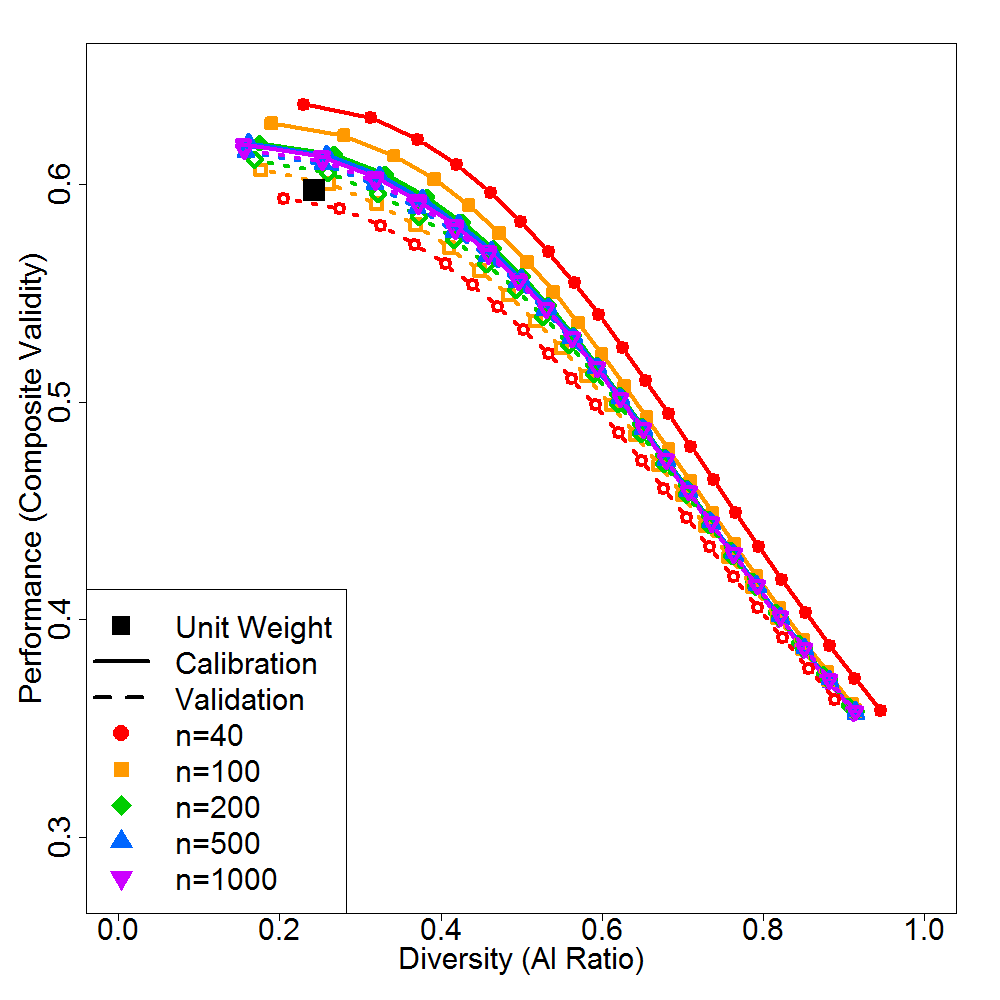 Performance (Composite Validity)
0.6
0.5
0.4
0.3
Unit Weight
Calibration
Validation
n=40
n=100
n=200
n=500
n=1000
0.0 0.2 0.4 0.6 0.8 1.0
Diversity (AI Ratio)